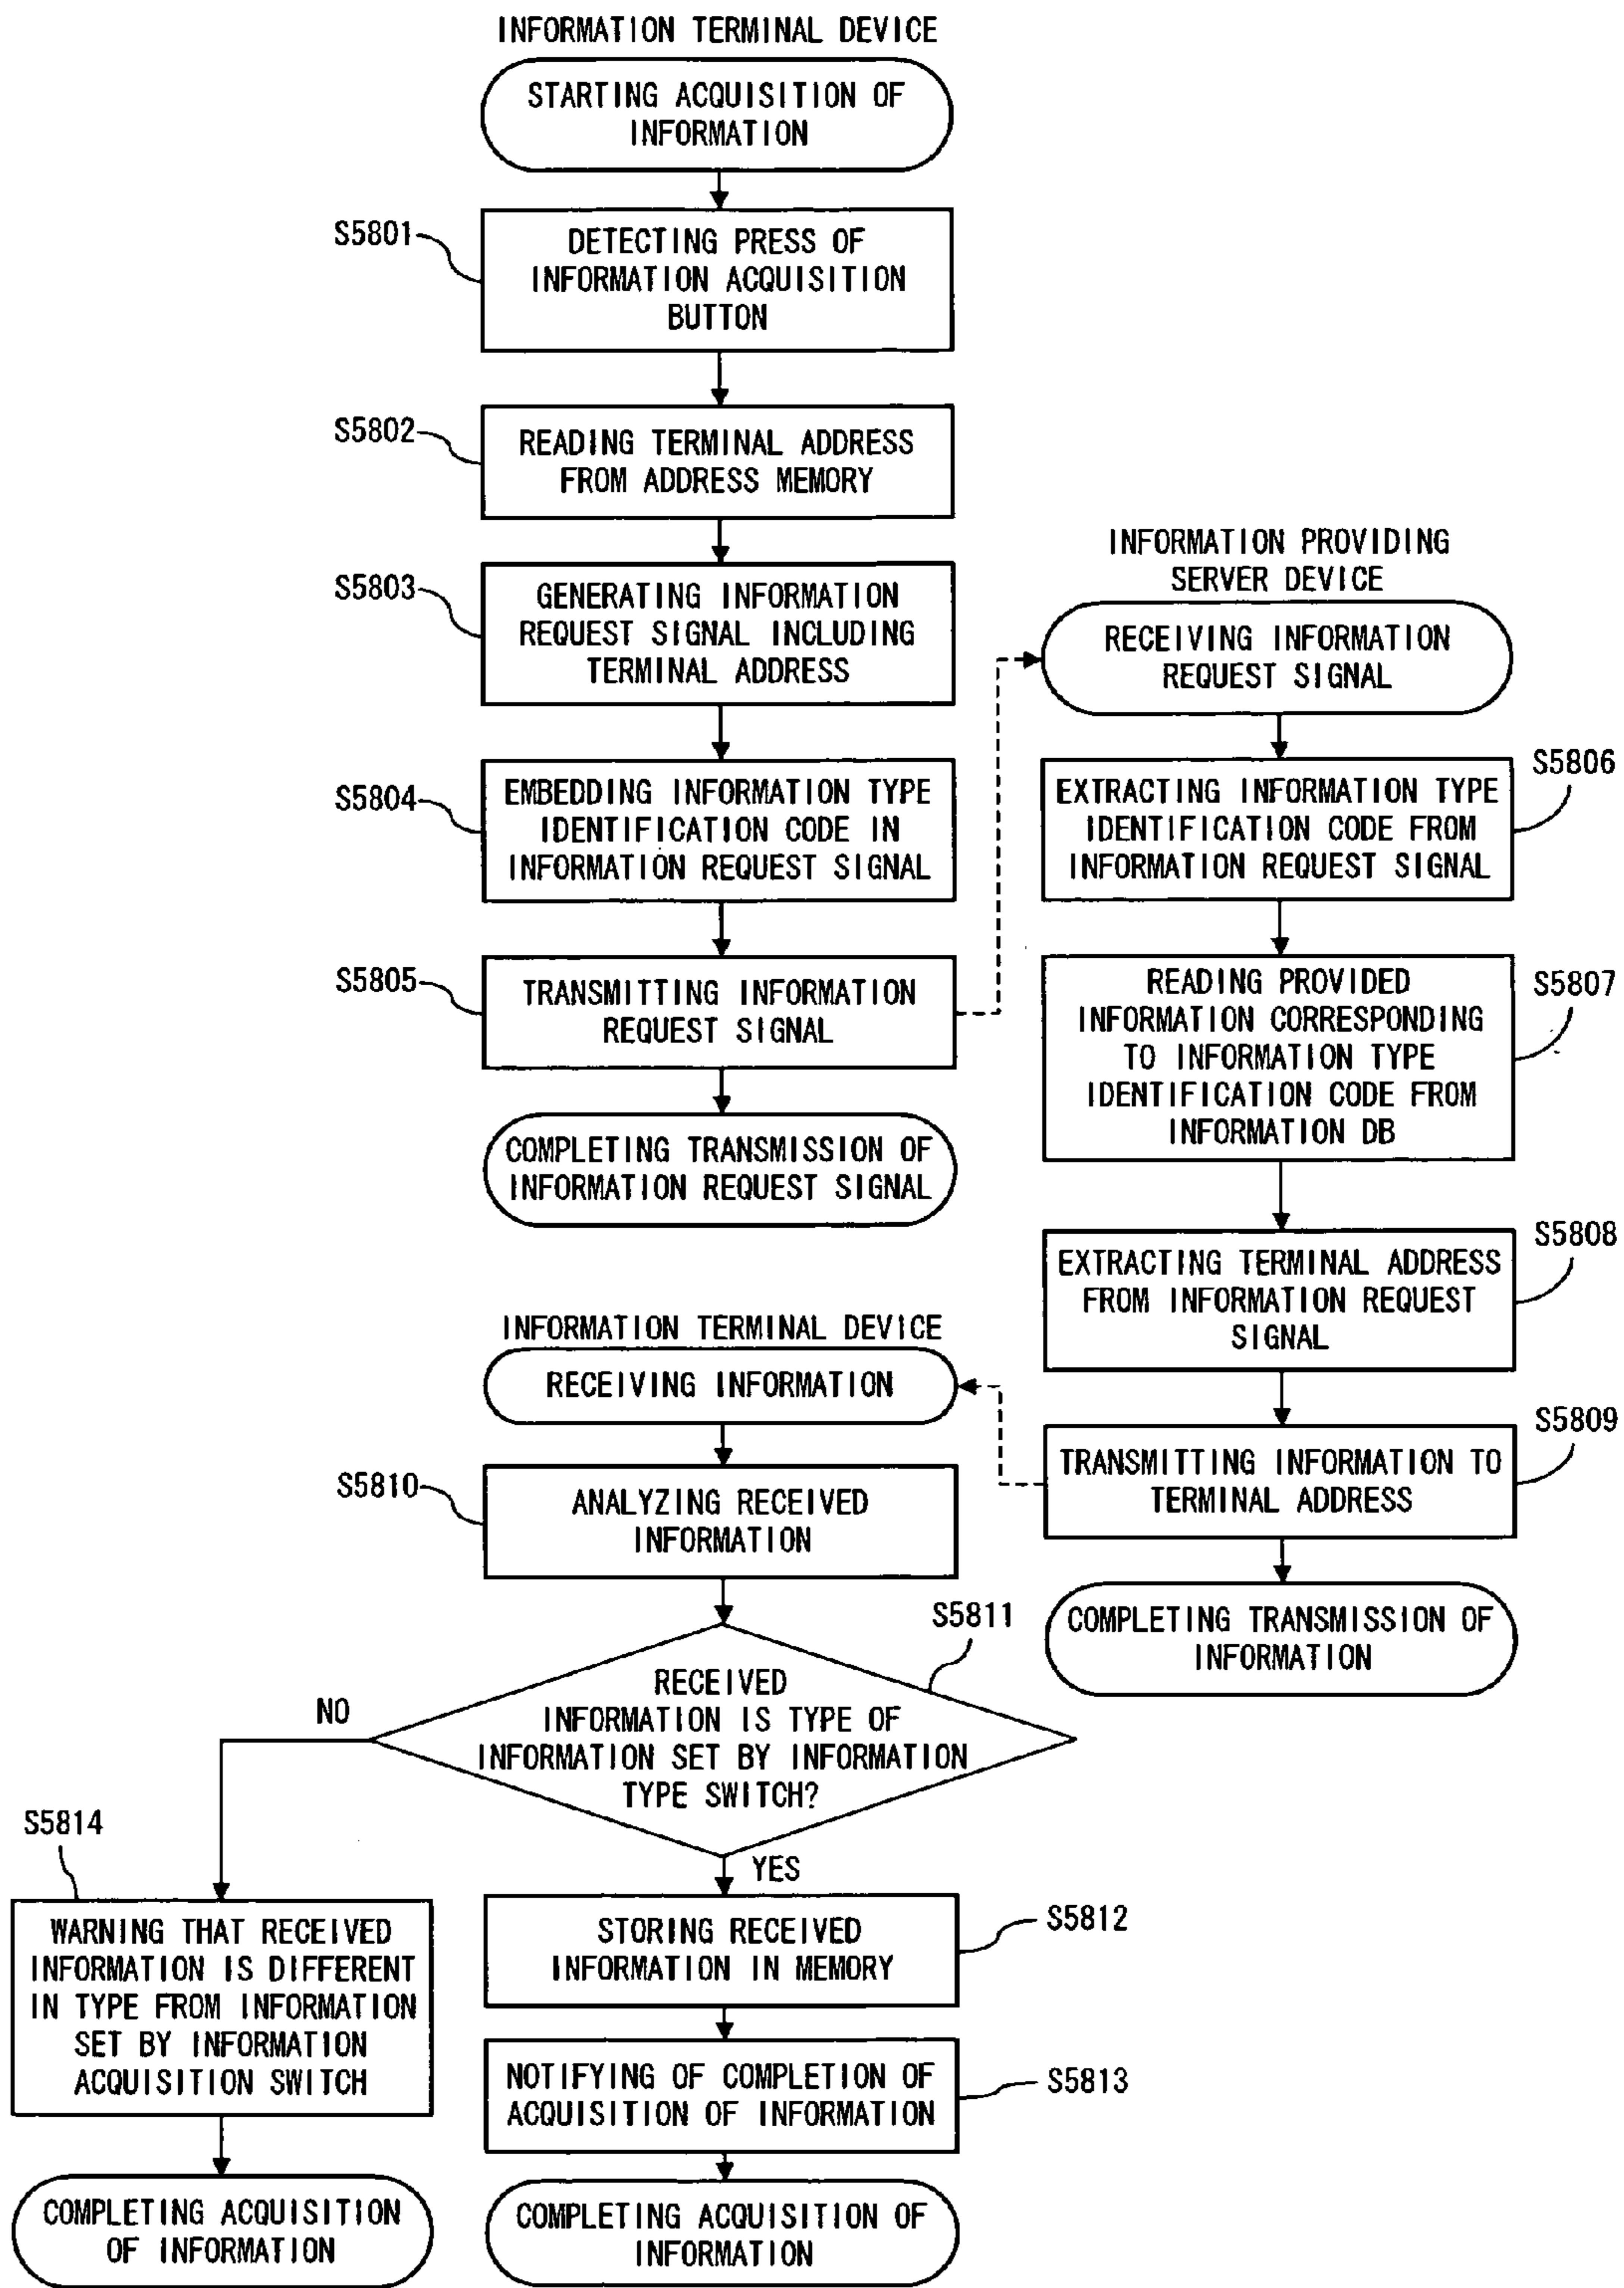 INFORMATION TERMINAL DEVICE
STARTING ACQUISITION OF
INFORMATION
S5801
DETECTING PRESS OF
INFORMATION ACQUISITION
BUTTON
S5802
READING TERMINAL ADDRESS
FROM ADDRESS MEMORY
S5803
GENERATING INFORMATION
REQUEST SIGNAL INCLUDING
TERMINAL ADDRESS
S5804
EMBEDDING INFORMATION TYPE
IDENTIFICATION CODE IN
INFORMATION REQUEST SIGNAL
S5805
TRANSMITTING INFORMATION
REQUEST SIGNAL
COMPLETING TRANSMISSION OF
INFORMATION REQUEST SIGNAL
INFORMATION PROVIDING
SERVER DEVICE
RECEIVING INFORMATION
REQUEST SIGNAL
S5806
EXTRACTING INFORMATION TYPE
IDENTIFICATION CODE FROM
INFORMATION REQUEST SIGNAL
S5807
READING PROVIDED
INFORMATION CORRESPONDING
TO INFORMATION TYPE
IDENTIFICATION CODE FROM
INFORMATION DB
S5808
EXTRACTING TERMINAL ADDRESS
FROM INFORMATION REQUEST
SIGNAL
S5809
TRANSMITTING INFORMATION TO
TERMINAL ADDRESS
COMPLETING TRANSMISSION OF
INFORMATION
INFORMATION TERMINAL DEVICE
RECEIVING INFORMATION
S5810
ANALYZING RECEIVED
INFORMATION
S5811
RECEIVED
INFORMATION IS TYPE OF
INFORMATION SET BY INFORMATION
TYPE SWITCH?
NO
YES
S5814
WARNING THAT RECEIVED
INFORMATION IS DIFFERENT
IN TYPE FROM INFORMATION
SET BY INFORMATION
ACQUISITION SWITCH
COMPLETING ACQUISITION
OF INFORMATION
S5812
STORING RECEIVED
INFORMATION IN MEMORY
S5813
NOTIFYING OF COMPLETION OF
ACQUISITION OF INFORMATION
COMPLETING ACQUISITION OF
INFORMATION